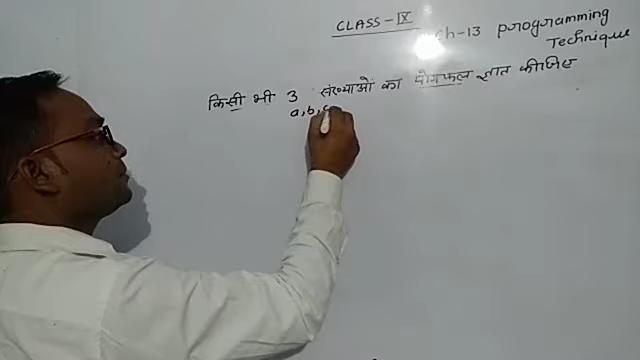 CLASS-IX
Ch-13 programming
Technique
किसी भी 3 संख्याओं का योगफल ज्ञात कीजिए
a,b,c